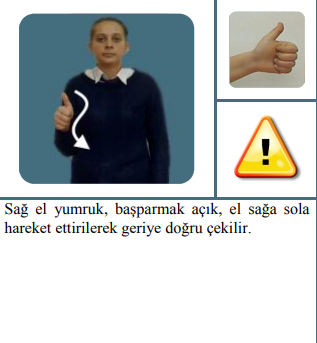 Sağ el yumruk, başparmak açık, el sağa sola
hareket ettirilerek geriye doğru çekilir.